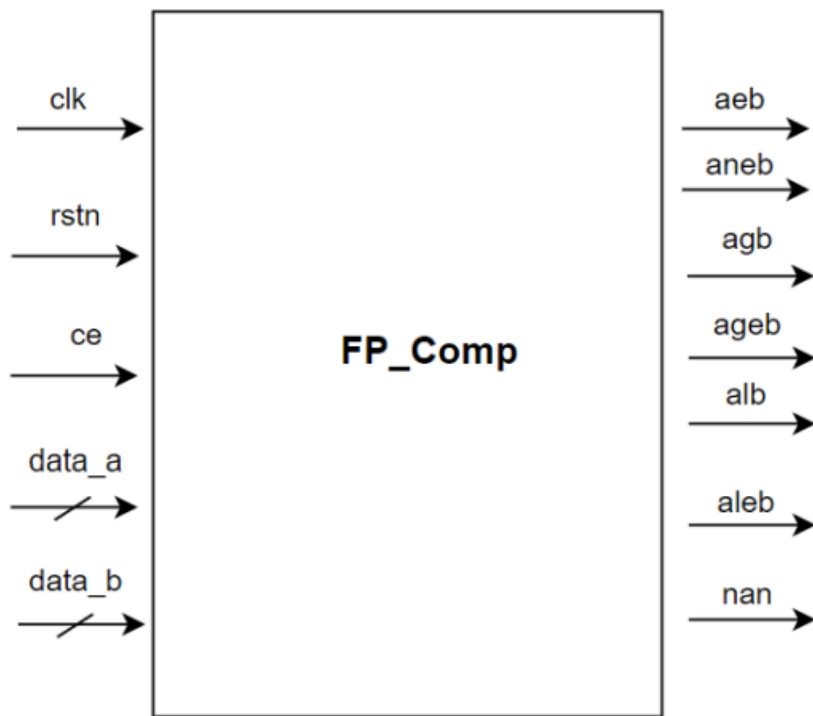 clk
rstn
ce
data_a
data_b
FP_Comp
aeb
aneb
agb
ageb
alb
aleb
nan